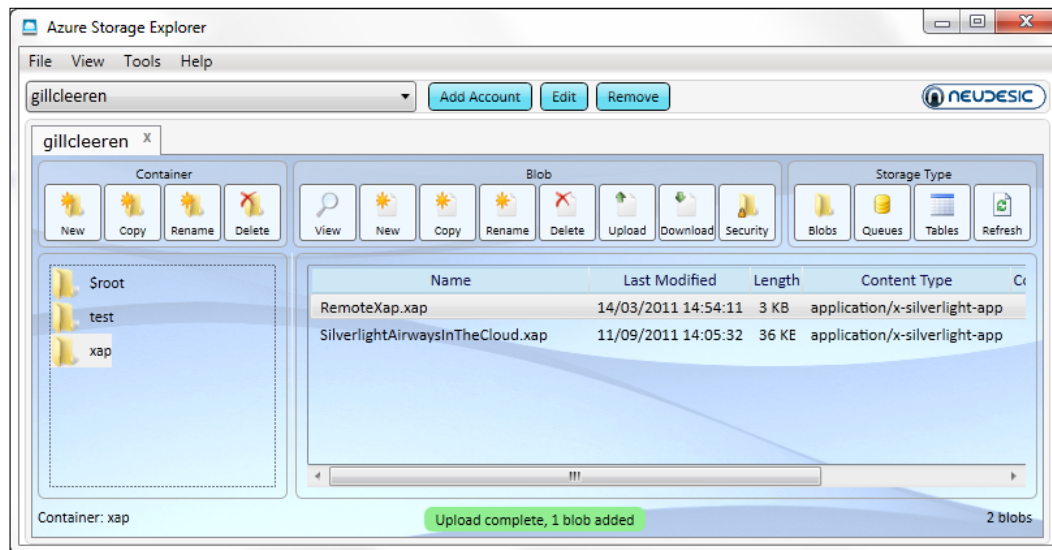 Azure Storage Explorer
File View Tools Help
gillcleeren Add Account Edit Remove NEUDESIC
gillcleeren x
Container Blob Storage Type
New Copy Rename Delete View New Copy Rename Delete Upload Download Security Blobs Queues Tables Refresh
$root
test
xap
Name Last Modified Length Content Type Co
RemoteXap.xap 14/03/2011 14:54:11 3 KB application/x-silverlight-app
SilverlightAirwaysInTheCloud.xap 11/09/2011 14:05:32 36 KB application/x-silverlight-app
Container: xap Upload complete, 1 blob added 2 blobs